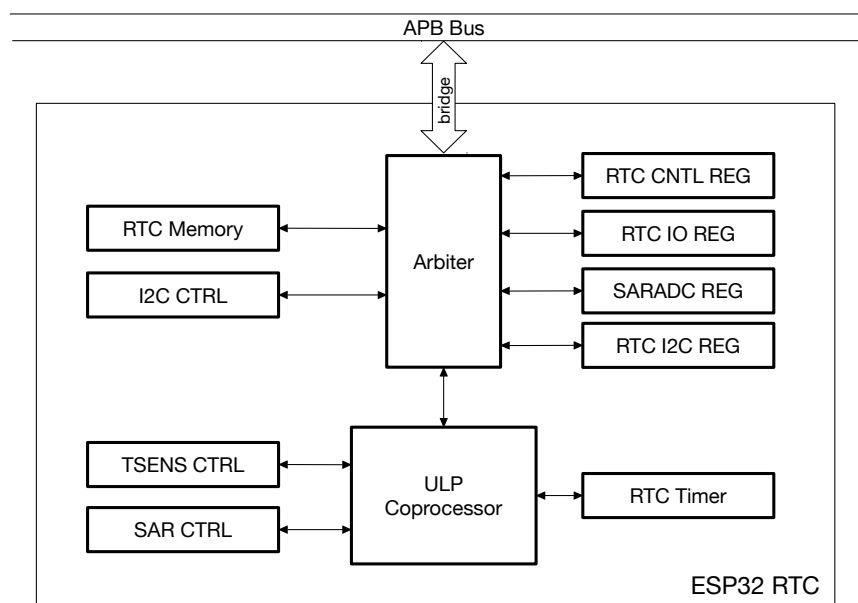 APB Bus
bridge
RTC CNTL REG
RTC Memory
RTC IO REG
Arbiter
I2C CTRL
SARADC REG
RTC I2C REG
TSENS CTRL
ULP
Coprocessor
RTC Timer
SAR CTRL
ESP32 RTC